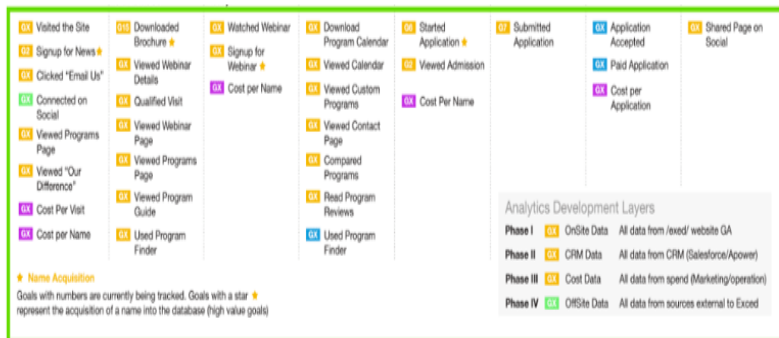 GX Visited the Site
G2 Signup for News
GX Clicked "Email Us"
GX Connected on
Social
GX Viewed Programs
Page
GX Viewed "Our
Difference"
GX Cost Per Visit
GX Cost per Name
G10 Downloaded
Brochure
GX Viewed Webinar
Details
GX Qualified Visit
GX Viewed Webinar
Page
GX Viewed Programs
Page
GX Viewed Program
Guide
GX Used Program
Finder
GX Watched Webinar
GX Signup for
Webinar
GX Cost per Name
GX Download
Program Calendar
GX Viewed Calendar
GX Viewed Custom
Programs
GX Viewed Contact
Page
GX Compared
Programs
GX Read Program
Reviews
GX Used Program
Finder
G6 Started
Application
G2 Viewed Admission
GX Cost Per Name
G7 Submitted
Application
GX Application
Accepted
GX Paid Application
GX Cost per
Application
GX Shared Page on
Social
Analytics Development Layers
Phase I GX OnSite Data All data from /exed/ website GA
Phase II GX CRM Data All data from CRM (Salesforce/Apower)
Phase III GX Cost Data All data from spend (Marketing/operation)
Phase IV GX OffSite Data All data from sources external to Exced
★ Name Acquisition
Goals with numbers are currently being tracked. Goals with a star ★
represent the acquisition of a name into the database (high value goals)